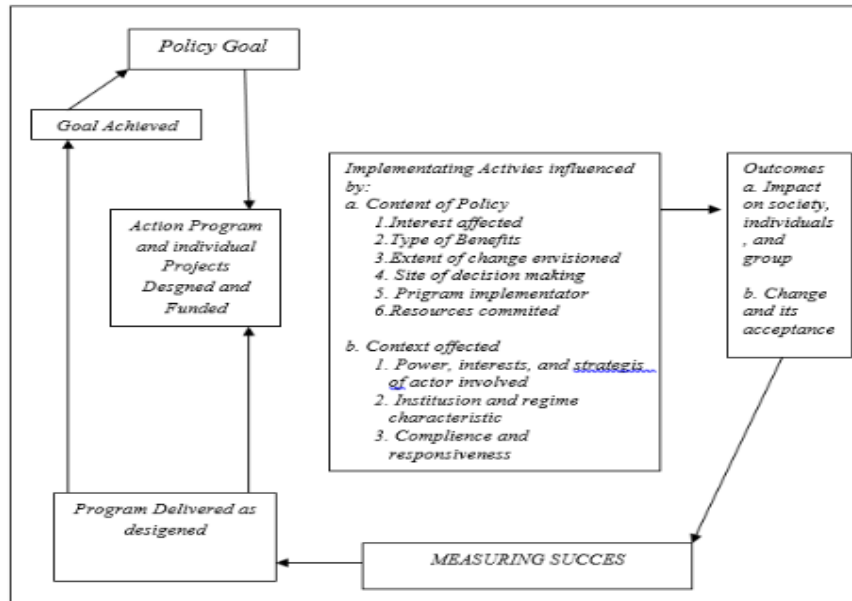 Policy Goal
Goal Achieved
Action Program
and individual
Projects
Desgned and
Funded
Implementating Activies influenced
by:
a. Content of Policy
1.Interest affected
2.Type of Benefits
3.Extent of change envisioned
4. Site of decision making
5. Prigram implementator
6.Resources commited
b. Context affected
1. Power, interests, and strategis
of actor involved
2. Institusion and regime
characteristic
3. Complience and
responsiveness
Outcomes
a. Impact
on society,
individuals
, and
group
b. Change
and its
acceptance
Program Delivered as
desigened
MEASURING SUCCES